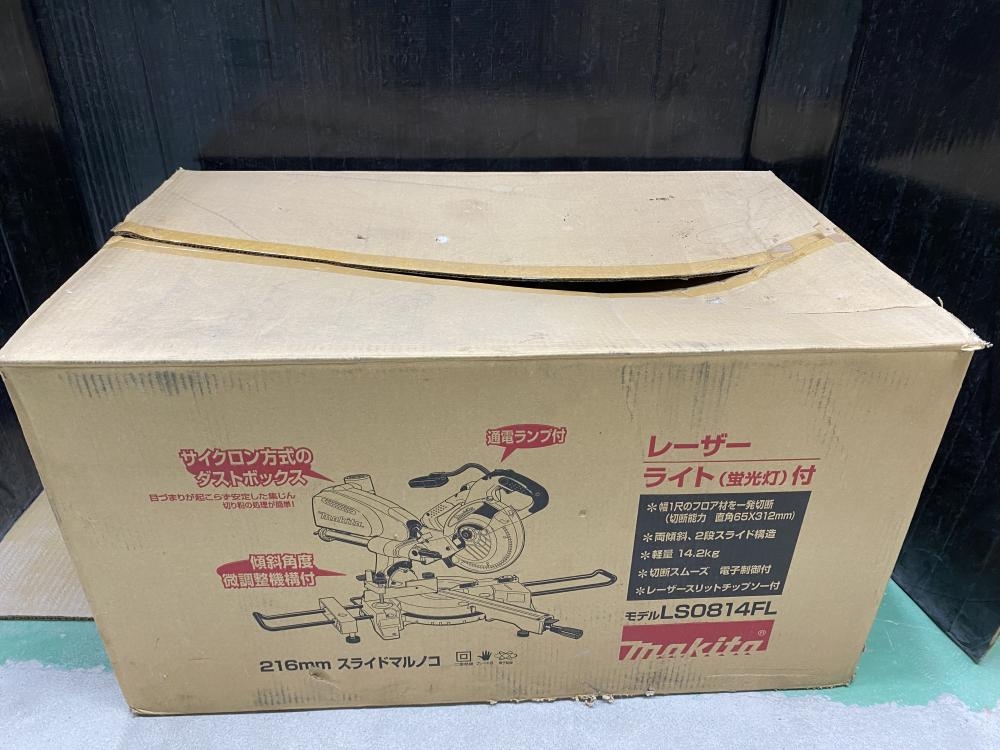 サイクロン方式の
ダストボックス
目づまりが起こらず安定した集じん
切り粉の処理が簡単!
通電ランプ付
傾斜角度
微調整機構付
makita
216mm スライドマルノコ
レーザー
ライト(蛍光灯)付
＊幅1尺のフロア材を一発切断
(切断能力 直角65X312mm)
＊両傾斜、2段スライド構造
＊軽量 14.2kg
＊切断スムーズ 電子制御付
＊レーザースリットチップソー付
モデルLS0814FL
makita®